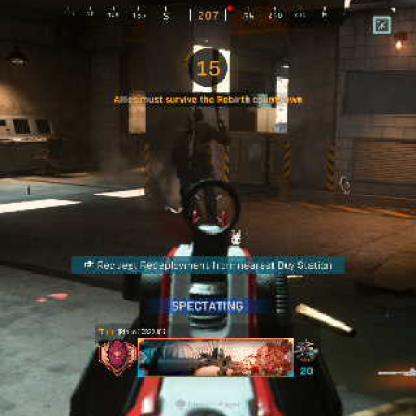 S
207
15
Allies must survive the Rebirth countdown
Request Redeployment from nearest Buy Station
SPECTATING
20